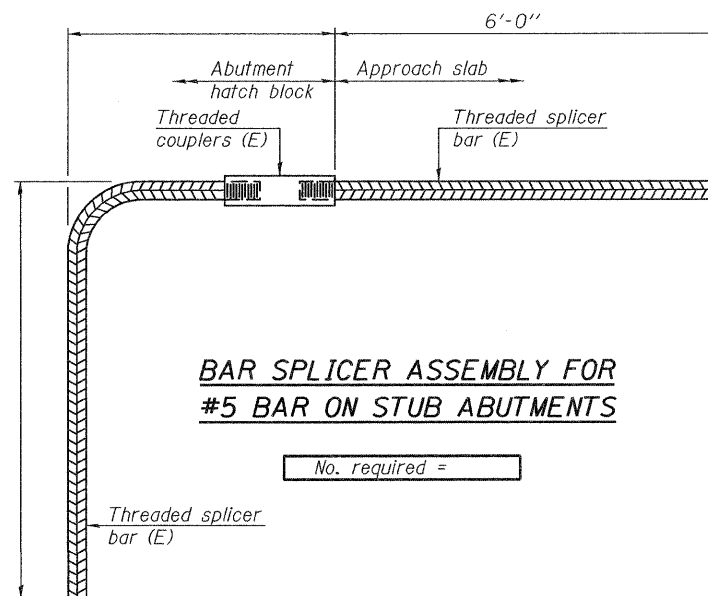 6'-0"
Abutment
hatch block
Approach slab
Threaded
couplers (E)
Threaded splicer
bar (E)
BAR SPLICER ASSEMBLY FOR
#5 BAR ON STUB ABUTMENTS
No. required =
Threaded splicer
bar (E)